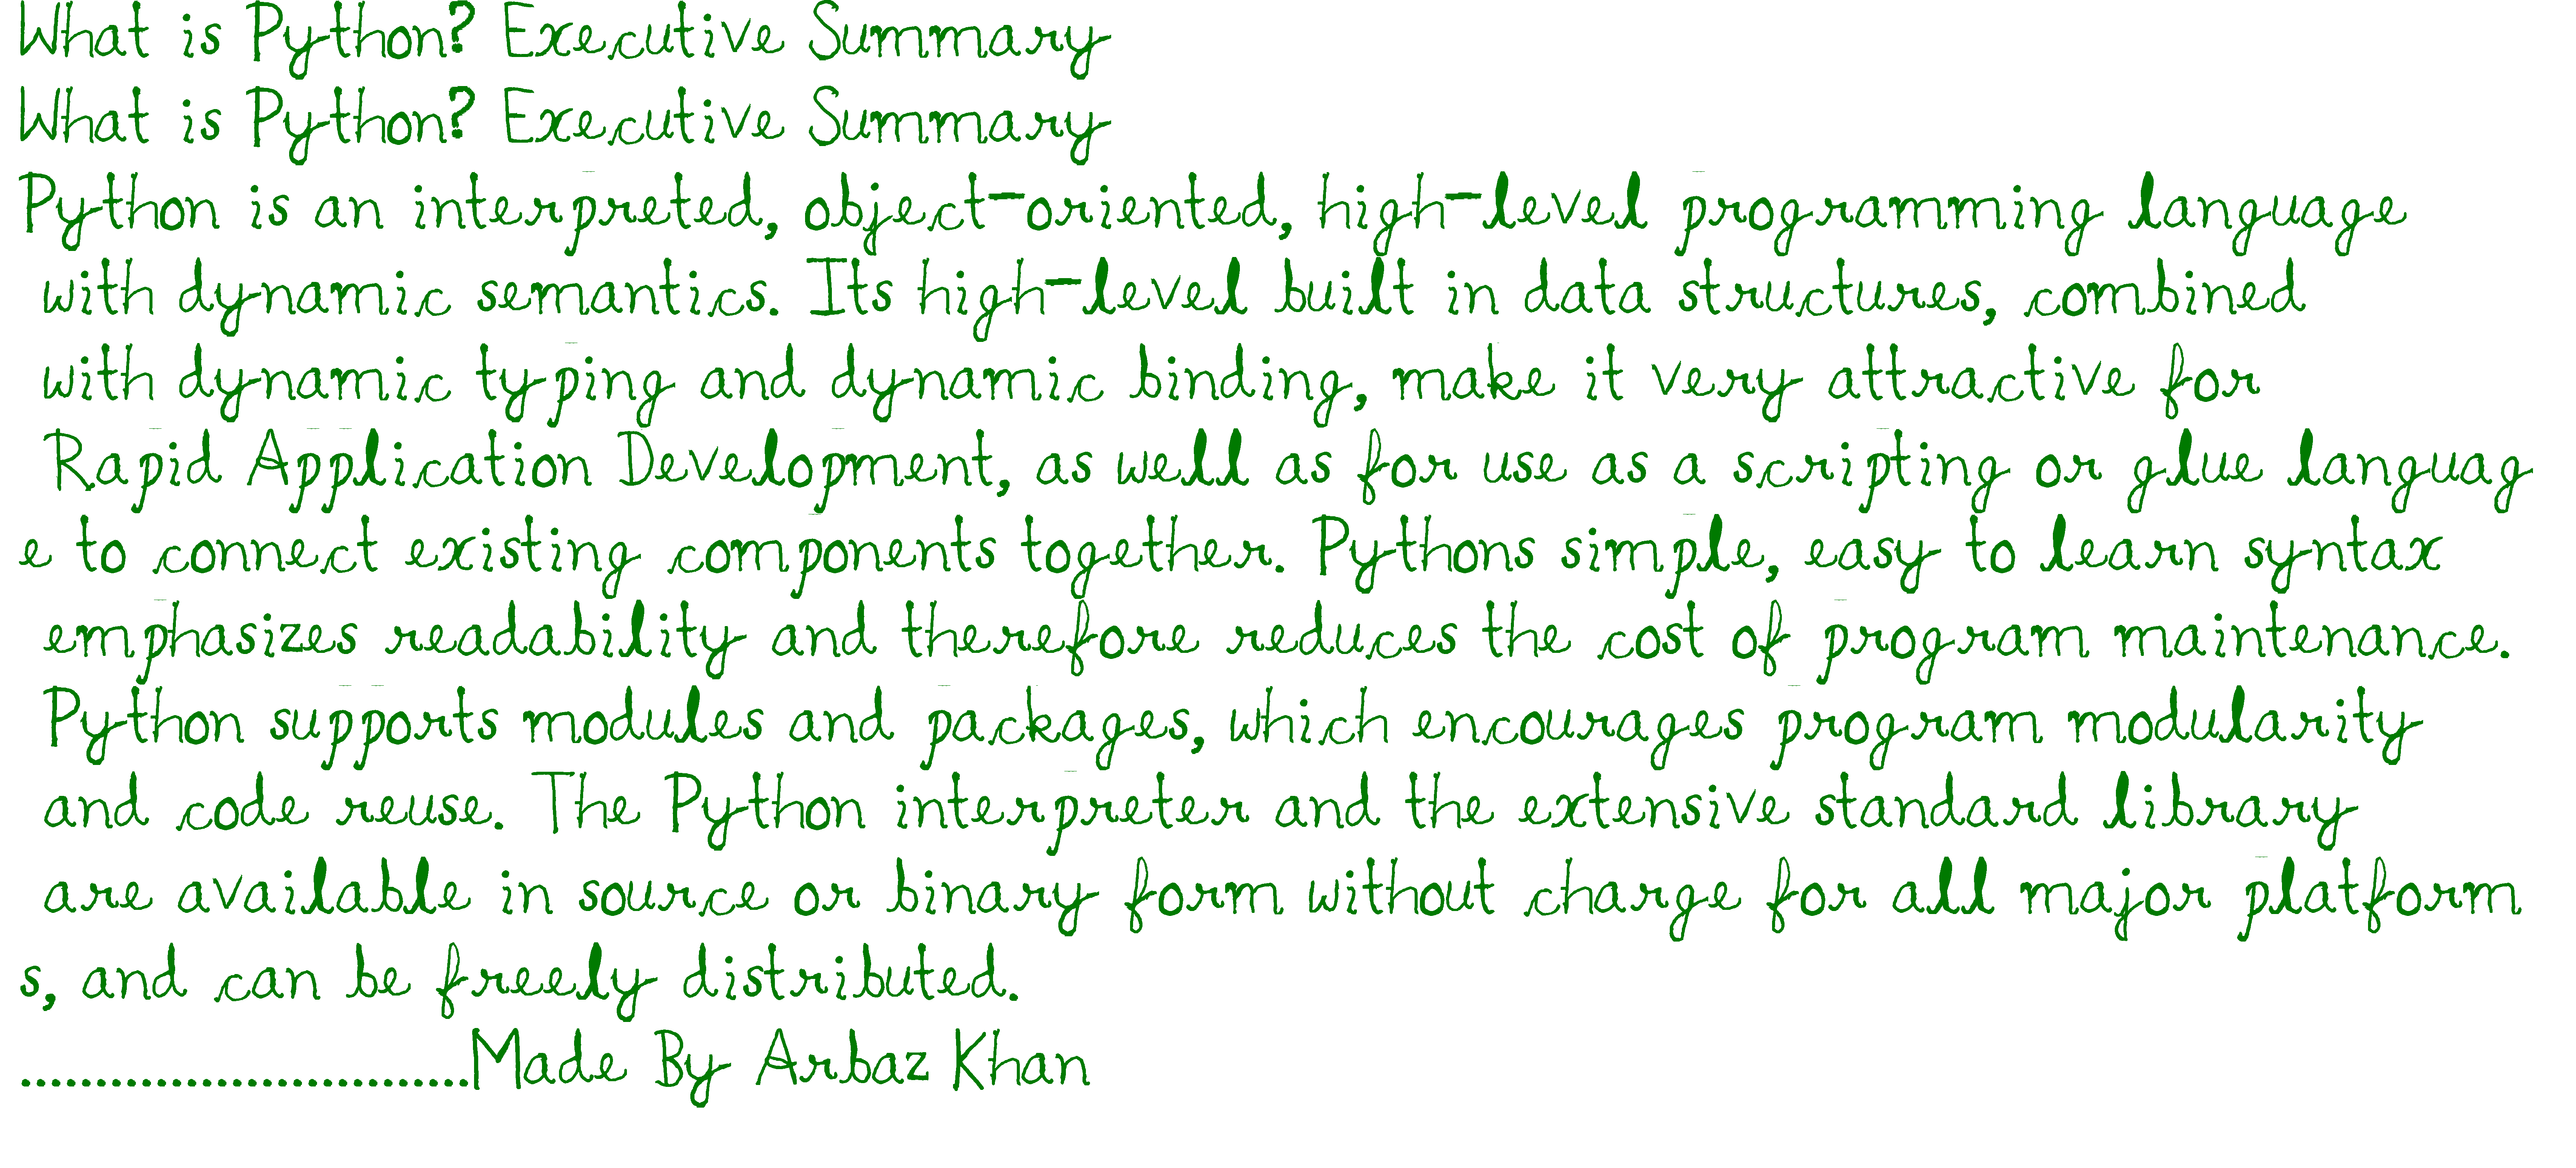 What is Python? Executive Summary
What is Python? Executive Summary
Python is an interpreted, object-oriented, high-level programming language
with dynamic semantics. Its high-level built in data structures, combined
with dynamic typing and dynamic binding, make it very attractive for
Rapid Application Development, as well as for use as a scripting or glue languag
e to connect existing components together. Pythons simple, easy to learn syntax
emphasizes readability and therefore reduces the cost of program maintenance.
Python supports modules and packages, which encourages program modularity
and code reuse. The Python interpreter and the extensive standard library
are available in source or binary form without charge for all major platform
s, and can be freely distributed.
..............................Made By Arbaz Khan